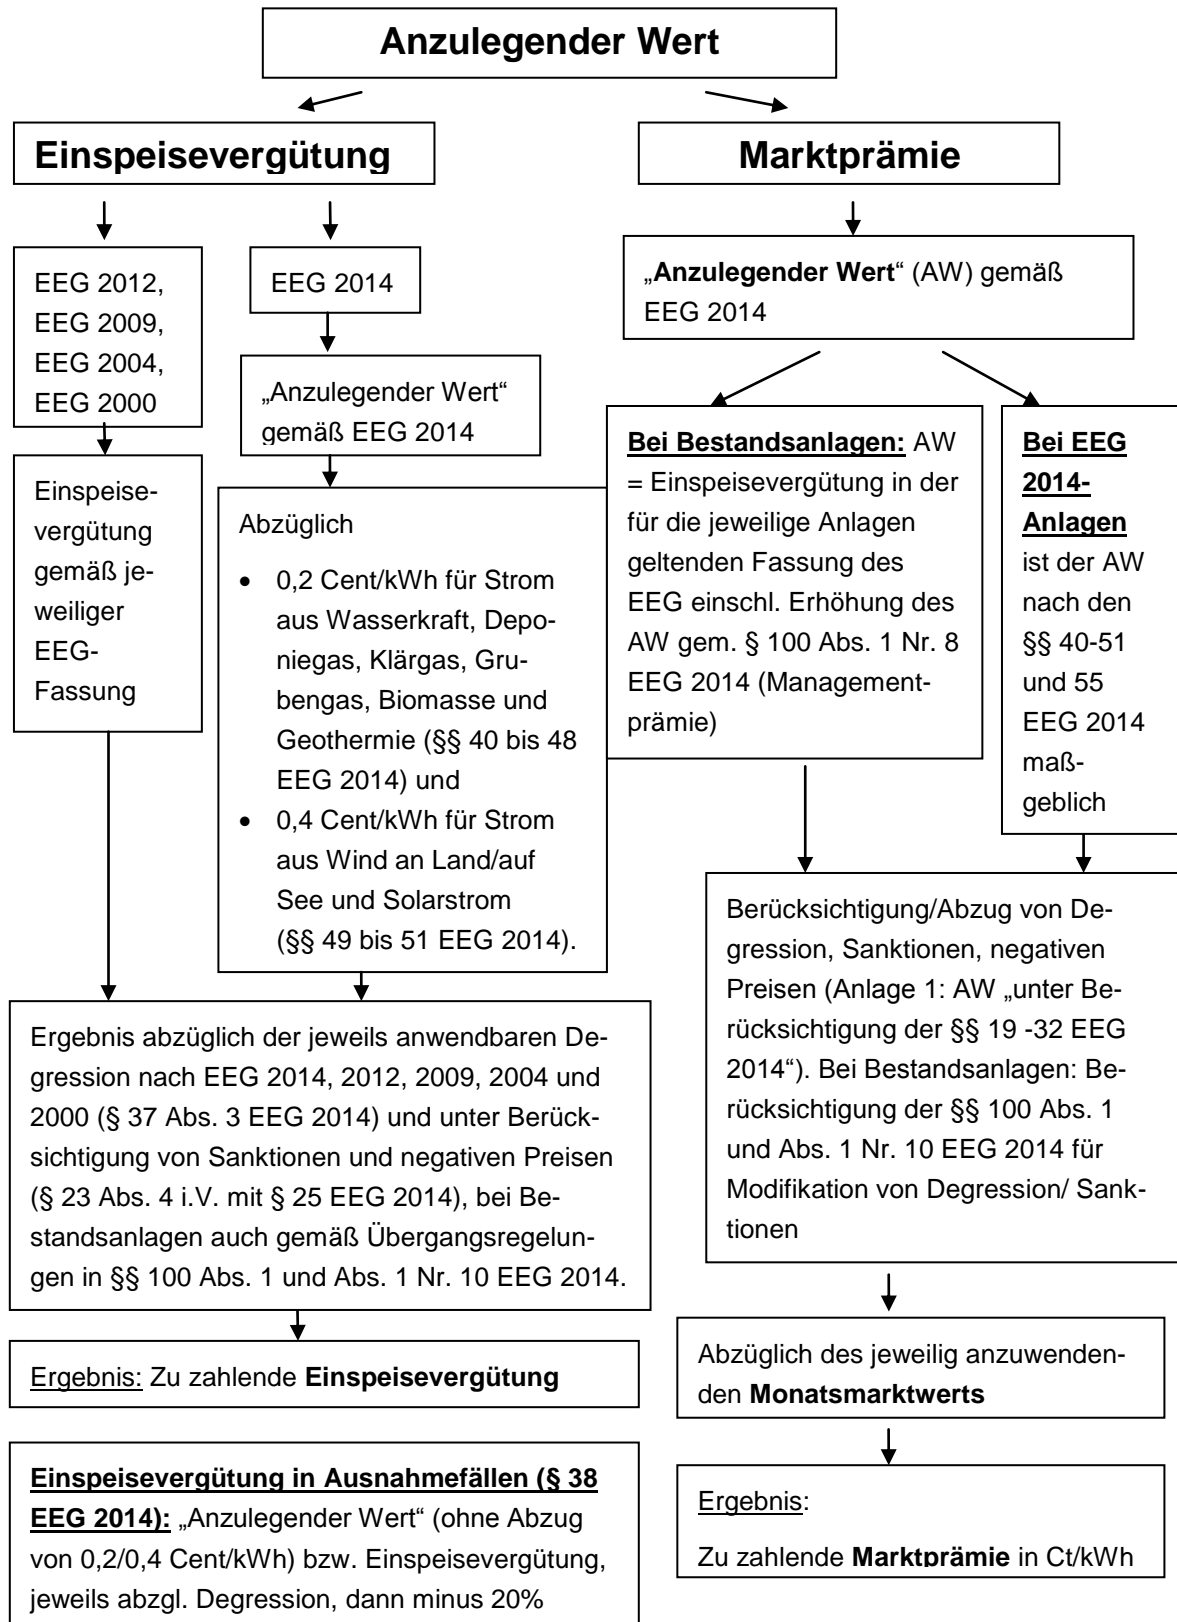 Anzulegender Wert
Einspeisevergütung
Marktprämie
EEG 2012,
EEG 2009,
EEG 2004,
EEG 2000
EEG 2014
„Anzulegender Wert“ (AW) gemäß
EEG 2014
„Anzulegender Wert“
gemäß EEG 2014
Einspeise-
vergütung
gemäß je-
weiliger
EEG-
Fassung
Abzüglich
• 0,2 Cent/kWh für Strom
aus Wasserkraft, Depo-
niegas, Klärgas, Gru-
bengas, Biomasse und
Geothermie (§§ 40 bis 48
EEG 2014) und
• 0,4 Cent/kWh für Strom
aus Wind an Land/auf
See und Solarstrom
(§§ 49 bis 51 EEG 2014).
Bei Bestandsanlagen: AW
= Einspeisevergütung in der
für die jeweilige Anlagen
geltenden Fassung des
EEG einschl. Erhöhung des
AW gem. § 100 Abs. 1 Nr. 8
EEG 2014 (Management-
prämie)
Bei EEG
2014-
Anlagen
ist der AW
nach den
§§ 40-51
und 55
EEG 2014
maß-
geblich
Ergebnis abzüglich der jeweils anwendbaren De-
gression nach EEG 2014, 2012, 2009, 2004 und
2000 (§ 37 Abs. 3 EEG 2014) und unter Berück-
sichtigung von Sanktionen und negativen Preisen
(§ 23 Abs. 4 i.V. mit § 25 EEG 2014), bei Be-
standsanlagen auch gemäß Übergangsregelun-
gen in §§ 100 Abs. 1 und Abs. 1 Nr. 10 EEG 2014.
Berücksichtigung/Abzug von De-
gression, Sanktionen, negativen
Preisen (Anlage 1: AW „unter Be-
rücksichtigung der §§ 19 -32 EEG
2014“). Bei Bestandsanlagen: Be-
rücksichtigung der §§ 100 Abs. 1
und Abs. 1 Nr. 10 EEG 2014 für
Modifikation von Degression/ Sank-
tionen
Ergebnis: Zu zahlende Einspeisevergütung
Abzüglich des jeweilig anzuwenden-
den Monatsmarktwerts
Einspeisevergütung in Ausnahmefällen (§ 38
EEG 2014): „Anzulegender Wert“ (ohne Abzug
von 0,2/0,4 Cent/kWh) bzw. Einspeisevergütung,
jeweils abzgl. Degression, dann minus 20%
Ergebnis:
Zu zahlende Marktprämie in Ct/kWh